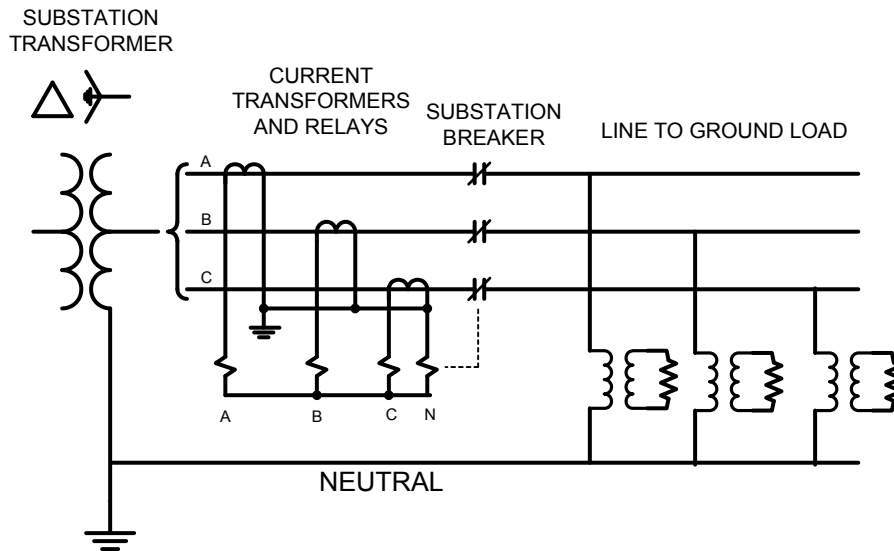 SUBSTATION
TRANSFORMER
CURRENT
TRANSFORMERS
AND RELAYS
SUBSTATION
BREAKER
LINE TO GROUND LOAD
A
B
C
A
B
C
N
NEUTRAL